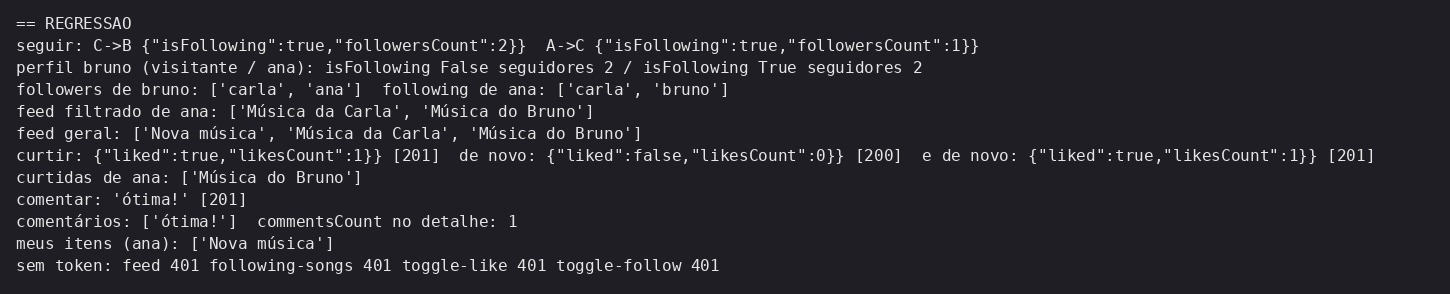 == REGRESSAO
seguir: C->B {"isFollowing":true,"followersCount":2}}  A->C {"isFollowing":true,"followersCount":1}}
perfil bruno (visitante / ana): isFollowing False seguidores 2 / isFollowing True seguidores 2
followers de bruno: ['carla', 'ana']  following de ana: ['carla', 'bruno']
feed filtrado de ana: ['Música da Carla', 'Música do Bruno']
feed geral: ['Nova música', 'Música da Carla', 'Música do Bruno']
curtir: {"liked":true,"likesCount":1}} [201]  de novo: {"liked":false,"likesCount":0}} [200]  e de novo: {"liked":true,"likesCount":1}} [201]
curtidas de ana: ['Música do Bruno']
comentar: 'ótima!' [201]
comentários: ['ótima!']  commentsCount no detalhe: 1
meus itens (ana): ['Nova música']
sem token: feed 401 following-songs 401 toggle-like 401 toggle-follow 401